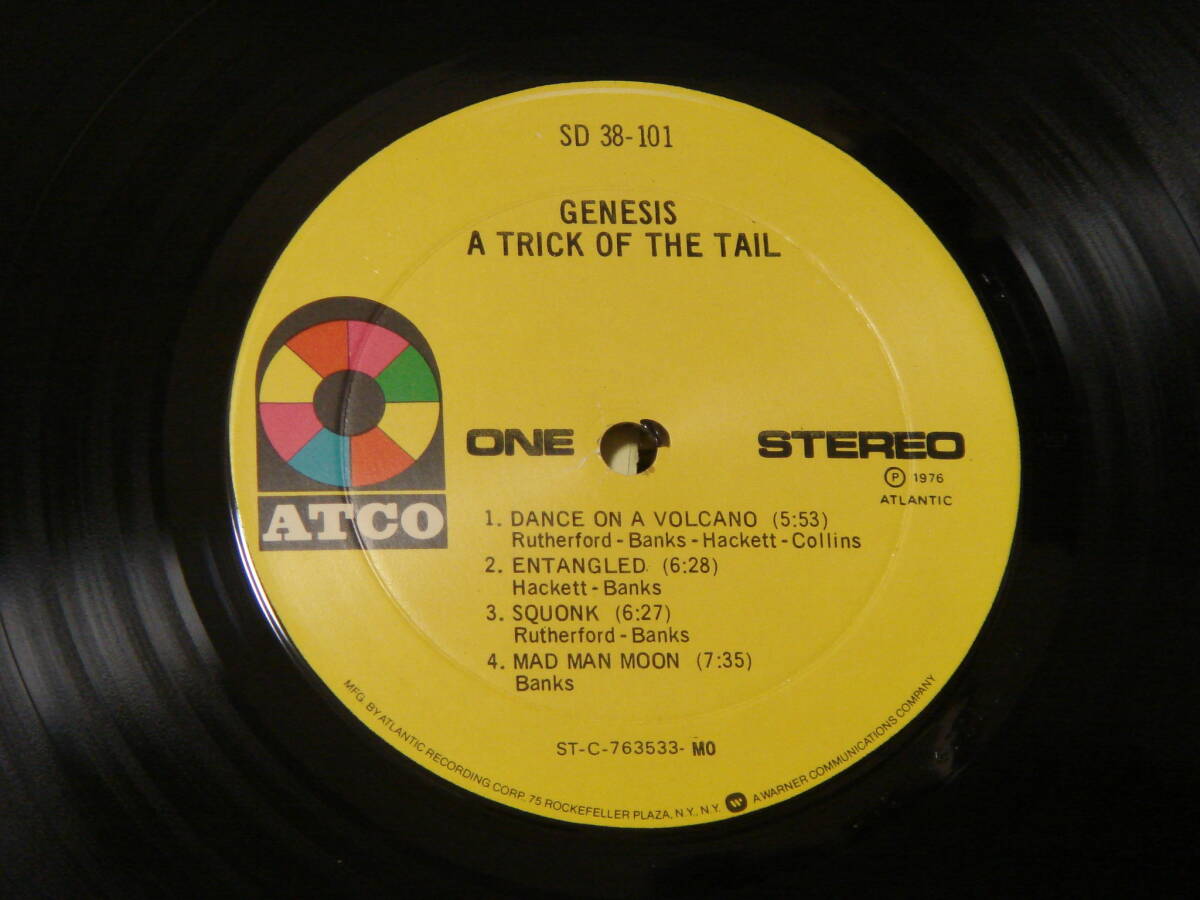 SD 38-101
GENESIS
A TRICK OF THE TAIL
ATCO
ONE
STEREO
Ⓟ 1976
ATLANTIC
1. DANCE ON A VOLCANO (5:53)
Rutherford - Banks - Hackett - Collins
2. ENTANGLED (6:28)
Hackett - Banks
3. SQUONK (6:27)
Rutherford - Banks
4. MAD MAN MOON (7:35)
Banks
ST-C-763533- MO
MFG. BY ATLANTIC RECORDING CORP., 75 ROCKEFELLER PLAZA, N.Y., N.Y. W A WARNER COMMUNICATIONS COMPANY